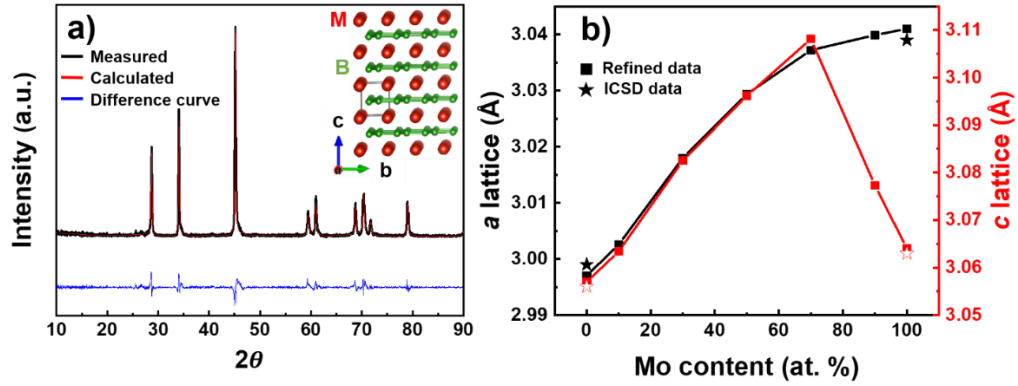 a)
Measured
Calculated
Difference curve
M
B
c
b
Intensity (a.u.)
10 20 30 40 50 60 70 80 90
2θ
b)
Refined data
ICSD data
a lattice (Å)
3.04
3.03
3.02
3.01
3.00
2.99
c lattice (Å)
3.11
3.10
3.09
3.08
3.07
3.06
3.05
0 20 40 60 80 100
Mo content (at. %)